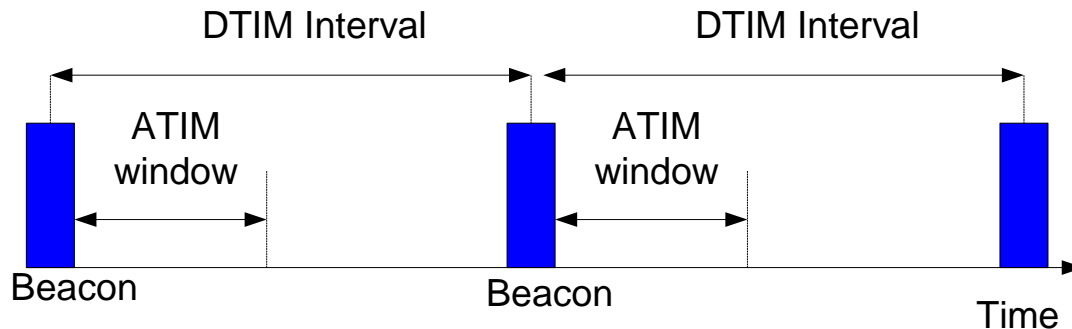 DTIM Interval
DTIM Interval
ATIM
window
ATIM
window
Beacon
Beacon
Time